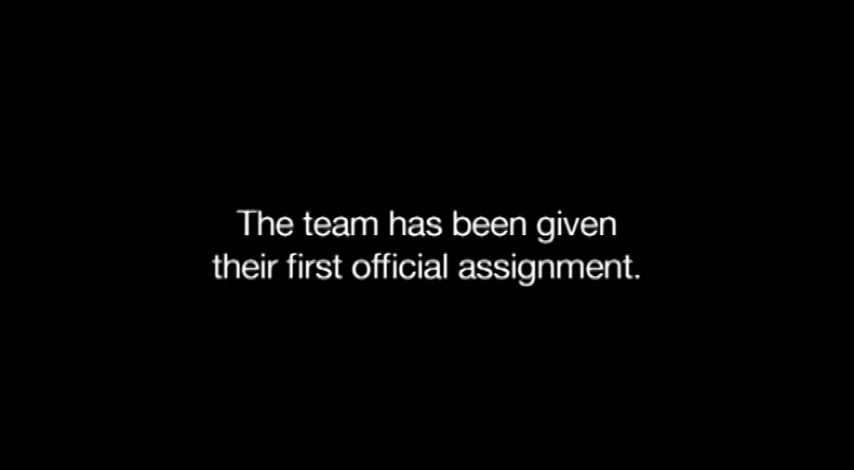 The team has been given
their first official assignment.